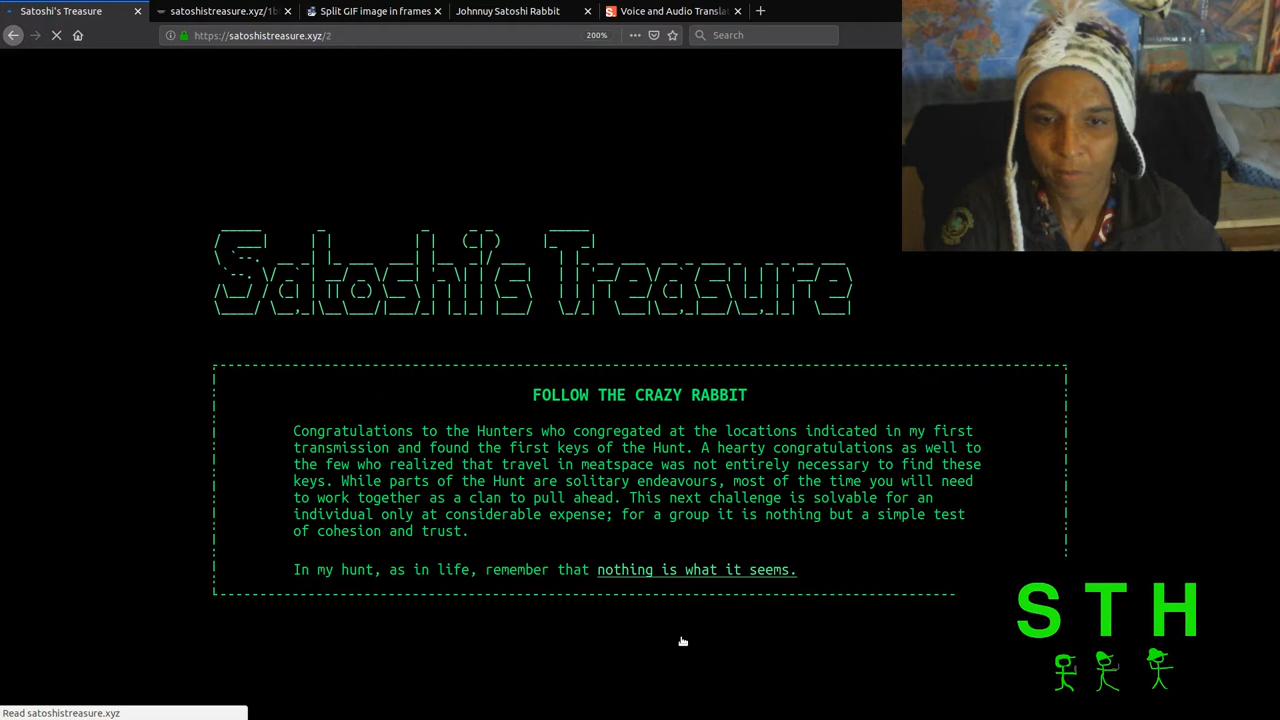 Satoshi's Treasure
satoshistreasure.xyz/1b
Split GIF image in frames
Johnnuy Satoshi Rabbit
Voice and Audio Translat
https://satoshistreasure.xyz/2
200%
Search
Satoshi's Treasure
FOLLOW THE CRAZY RABBIT
Congratulations to the Hunters who congregated at the locations indicated in my first
transmission and found the first keys of the Hunt. A hearty congratulations as well to
the few who realized that travel in meatspace was not entirely necessary to find these
keys. While parts of the Hunt are solitary endeavours, most of the time you will need
to work together as a clan to pull ahead. This next challenge is solvable for an
individual only at considerable expense; for a group it is nothing but a simple test
of cohesion and trust.
In my hunt, as in life, remember that nothing is what it seems.
STH
Read satoshistreasure.xyz